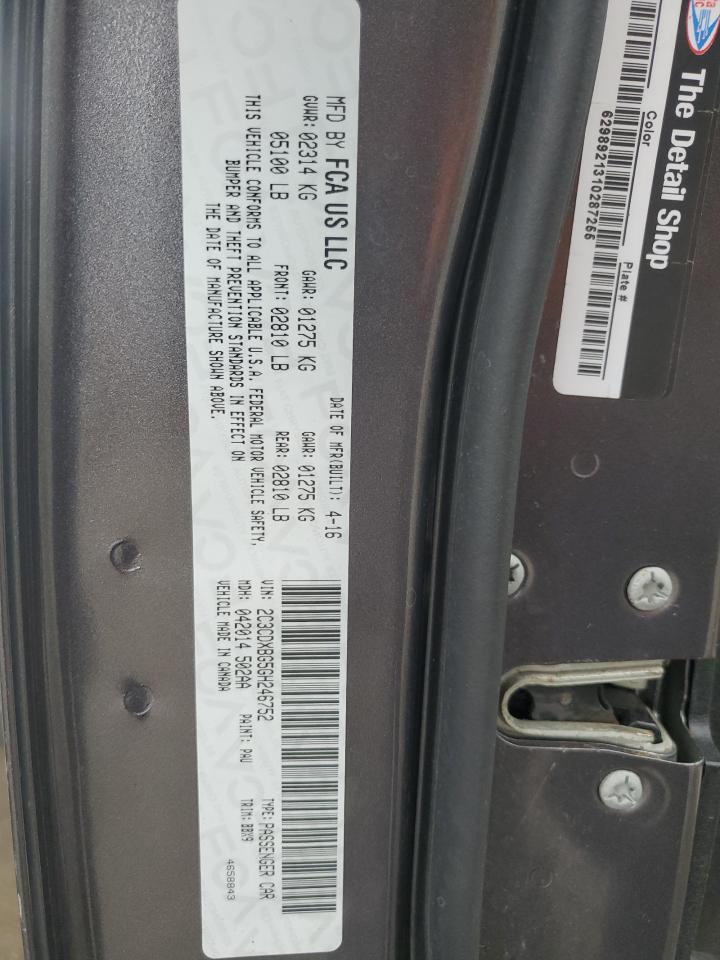 MFD BY FCA US LLC
DATE OF MFR(BUILT): 4-16
GVWR: 02314 KG
GAWR: 01275 KG
GAWR: 01275 KG
05100 LB
FRONT: 02810 LB
REAR: 02810 LB
THIS VEHICLE CONFORMS TO ALL APPLICABLE U.S.A. FEDERAL MOTOR VEHICLE SAFETY,
BUMPER AND THEFT PREVENTION STANDARDS IN EFFECT ON
THE DATE OF MANUFACTURE SHOWN ABOVE.
VIN: 2C3CDXBG5GH246752
TYPE: PASSENGER CAR
MDH: 042014 502AA
PAINT: PAU
TRIM: BBX9
VEHICLE MADE IN CANADA
4658843
The Detail Shop
Color
Plate #
6298921310287266